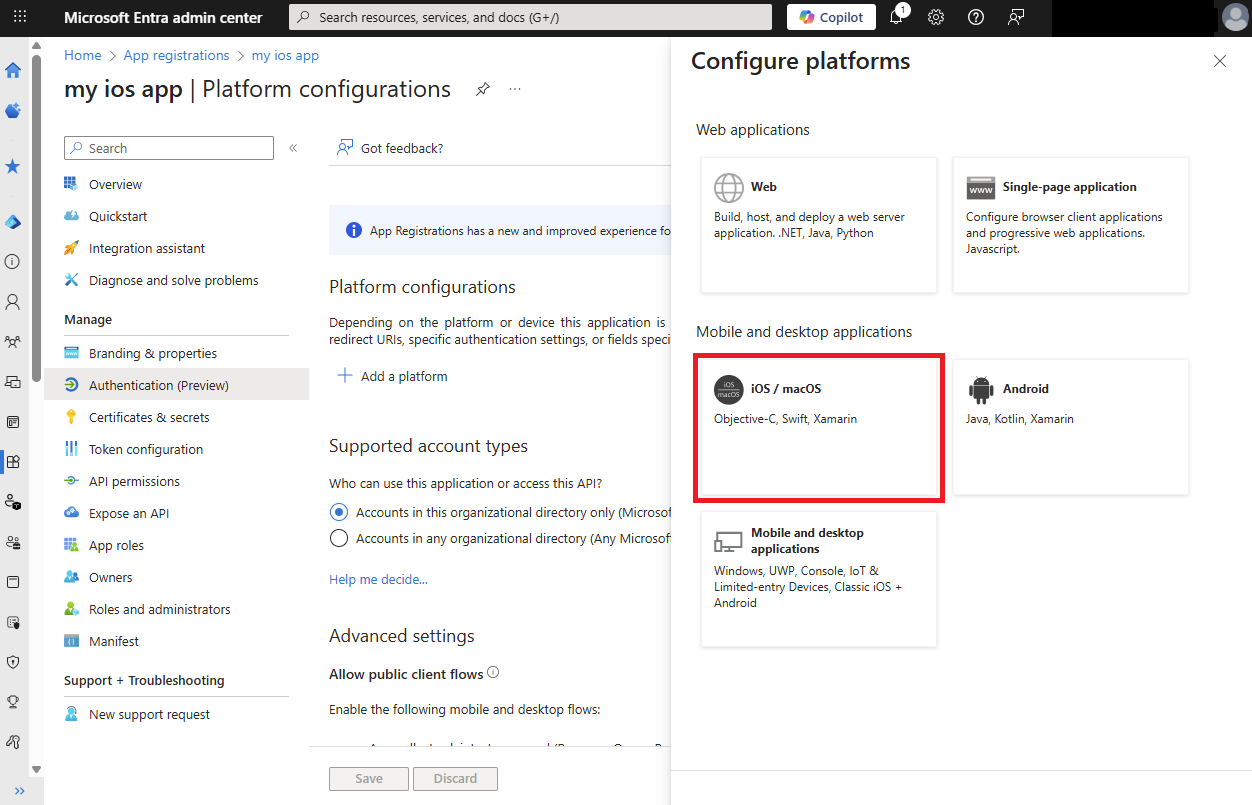 Microsoft Entra admin center
Search resources, services, and docs (G+/)
Copilot
1
Home > App registrations > my ios app
my ios app | Platform configurations
Search
Overview
Quickstart
Integration assistant
Diagnose and solve problems
Manage
Branding & properties
Authentication (Preview)
Certificates & secrets
Token configuration
API permissions
Expose an API
App roles
Owners
Roles and administrators
Manifest
Support + Troubleshooting
New support request
Got feedback?
App Registrations has a new and improved experience fo
Platform configurations
Depending on the platform or device this application is
redirect URIs, specific authentication settings, or fields speci
Add a platform
Supported account types
Who can use this application or access this API?
Accounts in this organizational directory only (Microsof
Accounts in any organizational directory (Any Microsoft
Help me decide...
Advanced settings
Allow public client flows
Enable the following mobile and desktop flows:
Save
Discard
Configure platforms
Web applications
Web
Build, host, and deploy a web server
application. .NET, Java, Python
www
Single-page application
Configure browser client applications
and progressive web applications.
Javascript.
Mobile and desktop applications
iOS
macOS
iOS / macOS
Objective-C, Swift, Xamarin
Android
Java, Kotlin, Xamarin
Mobile and desktop
applications
Windows, UWP, Console, IoT &
Limited-entry Devices, Classic iOS +
Android